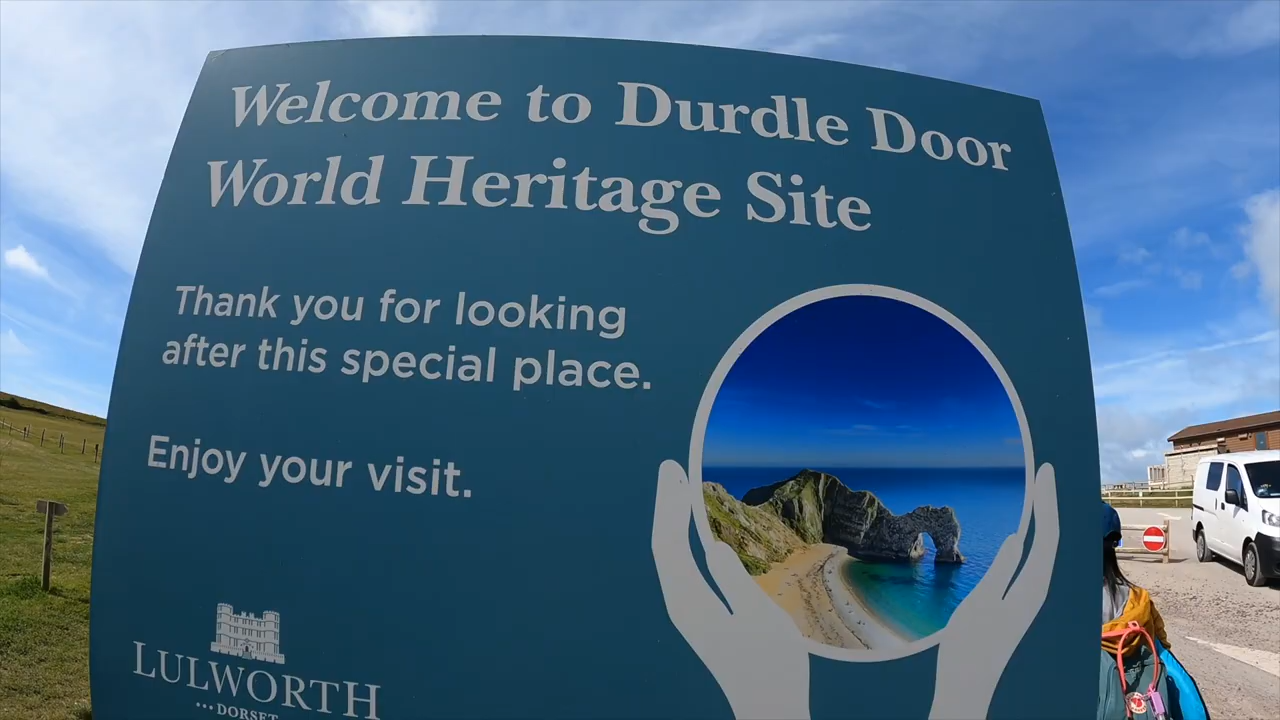 Welcome to Durdle Door
World Heritage Site
Thank you for looking
after this special place.
Enjoy your visit.
LULWORTH
DORSET